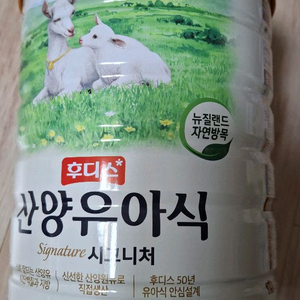 뉴질랜드
자연방목
후디스
산양유아식
Signature 시그니처
신선한 산양원유로
직접생산
후디스 50년
유아식 안심설계